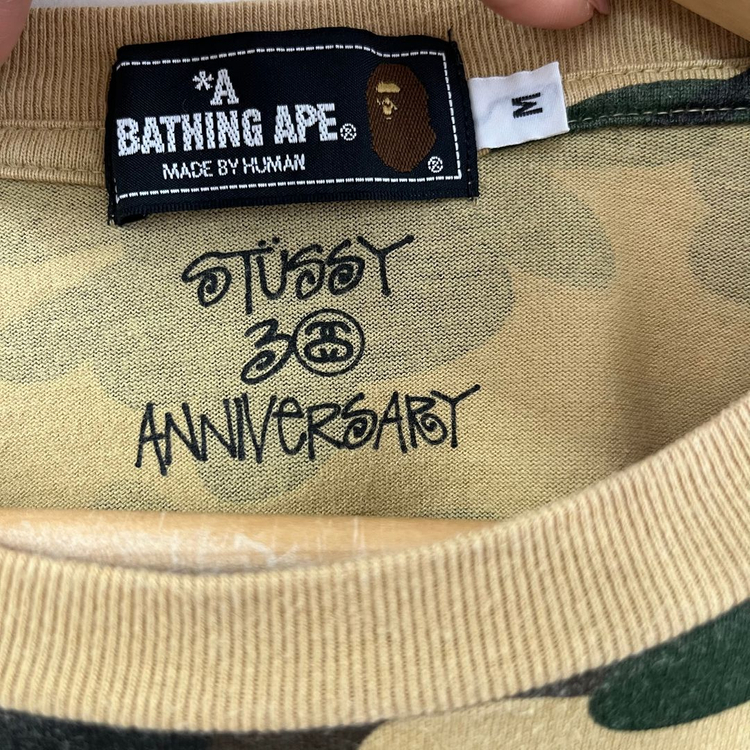 *A
BATHING APE®
MADE BY HUMAN
®
M
STÜSSY
30
ANNIVERSARY